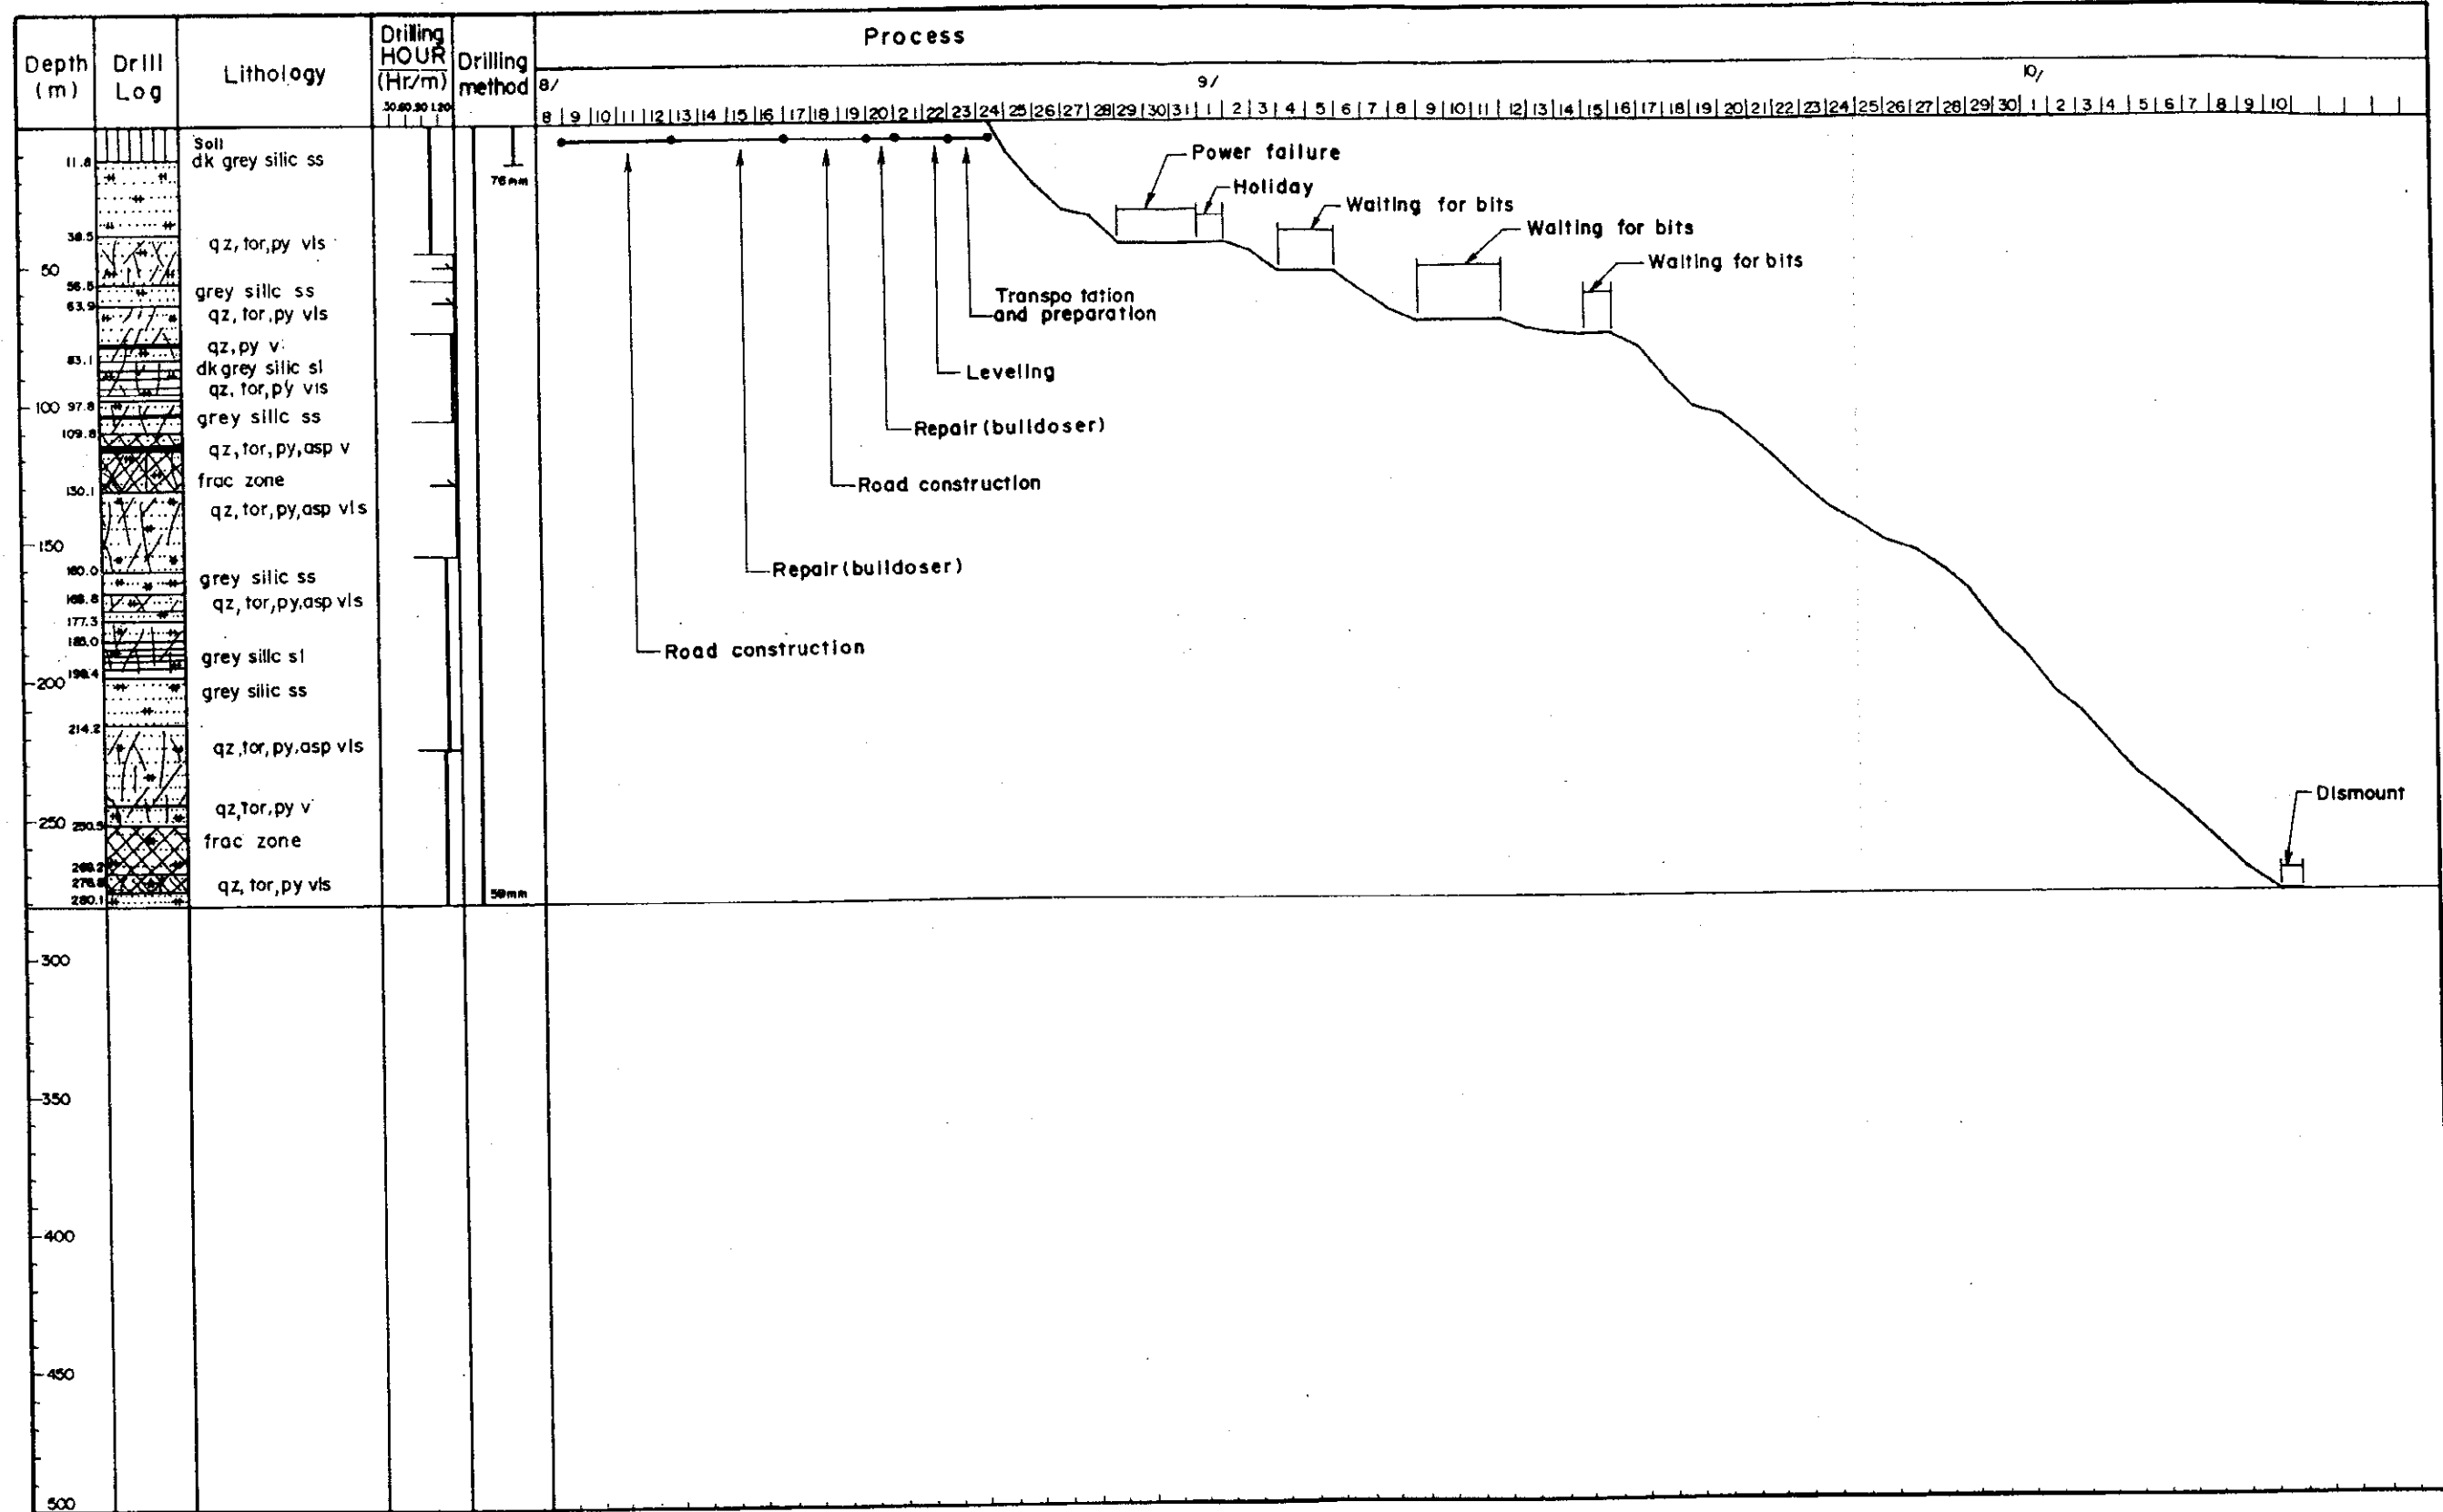 Process
Depth
(m)
Drill
Log
Lithology
Drilling
HOUR
(Hr/m)
.30.60.90 1.20
Drilling
method
8/
9/
10/
8 9 10 11 12 13 14 15 16 17 18 19 20 21 22 23 24 25 26 27 28 29 30 31 1 2 3 4 5 6 7 8 9 10 11 12 13 14 15 16 17 18 19 20 21 22 23 24 25 26 27 28 29 30 1 2 3 4 5 6 7 8 9 10
Soil
11.8
dk grey silic ss
76mm
38.5
qz, tor, py vls
50
56.5
grey silic ss
63.9
qz, tor, py vls
qz, py v
83.1
dk grey silic sl
qz, tor, py vls
100
97.8
grey silic ss
109.8
qz, tor, py, asp v
frac zone
130.1
qz, tor, py, asp vls
150
160.0
grey silic ss
168.8
qz, tor, py, asp vls
177.3
185.0
grey silic sl
198.4
200
grey silic ss
214.2
qz, tor, py, asp vls
qz, tor, py v
250
250.5
frac zone
qz, tor, py vls
280.1
59mm
300
350
400
450
500
Power failure
Holiday
Waiting for bits
Waiting for bits
Waiting for bits
Transpo tation
and preparation
Leveling
Repair (bulldoser)
Road construction
Repair (bulldoser)
Road construction
Dismount